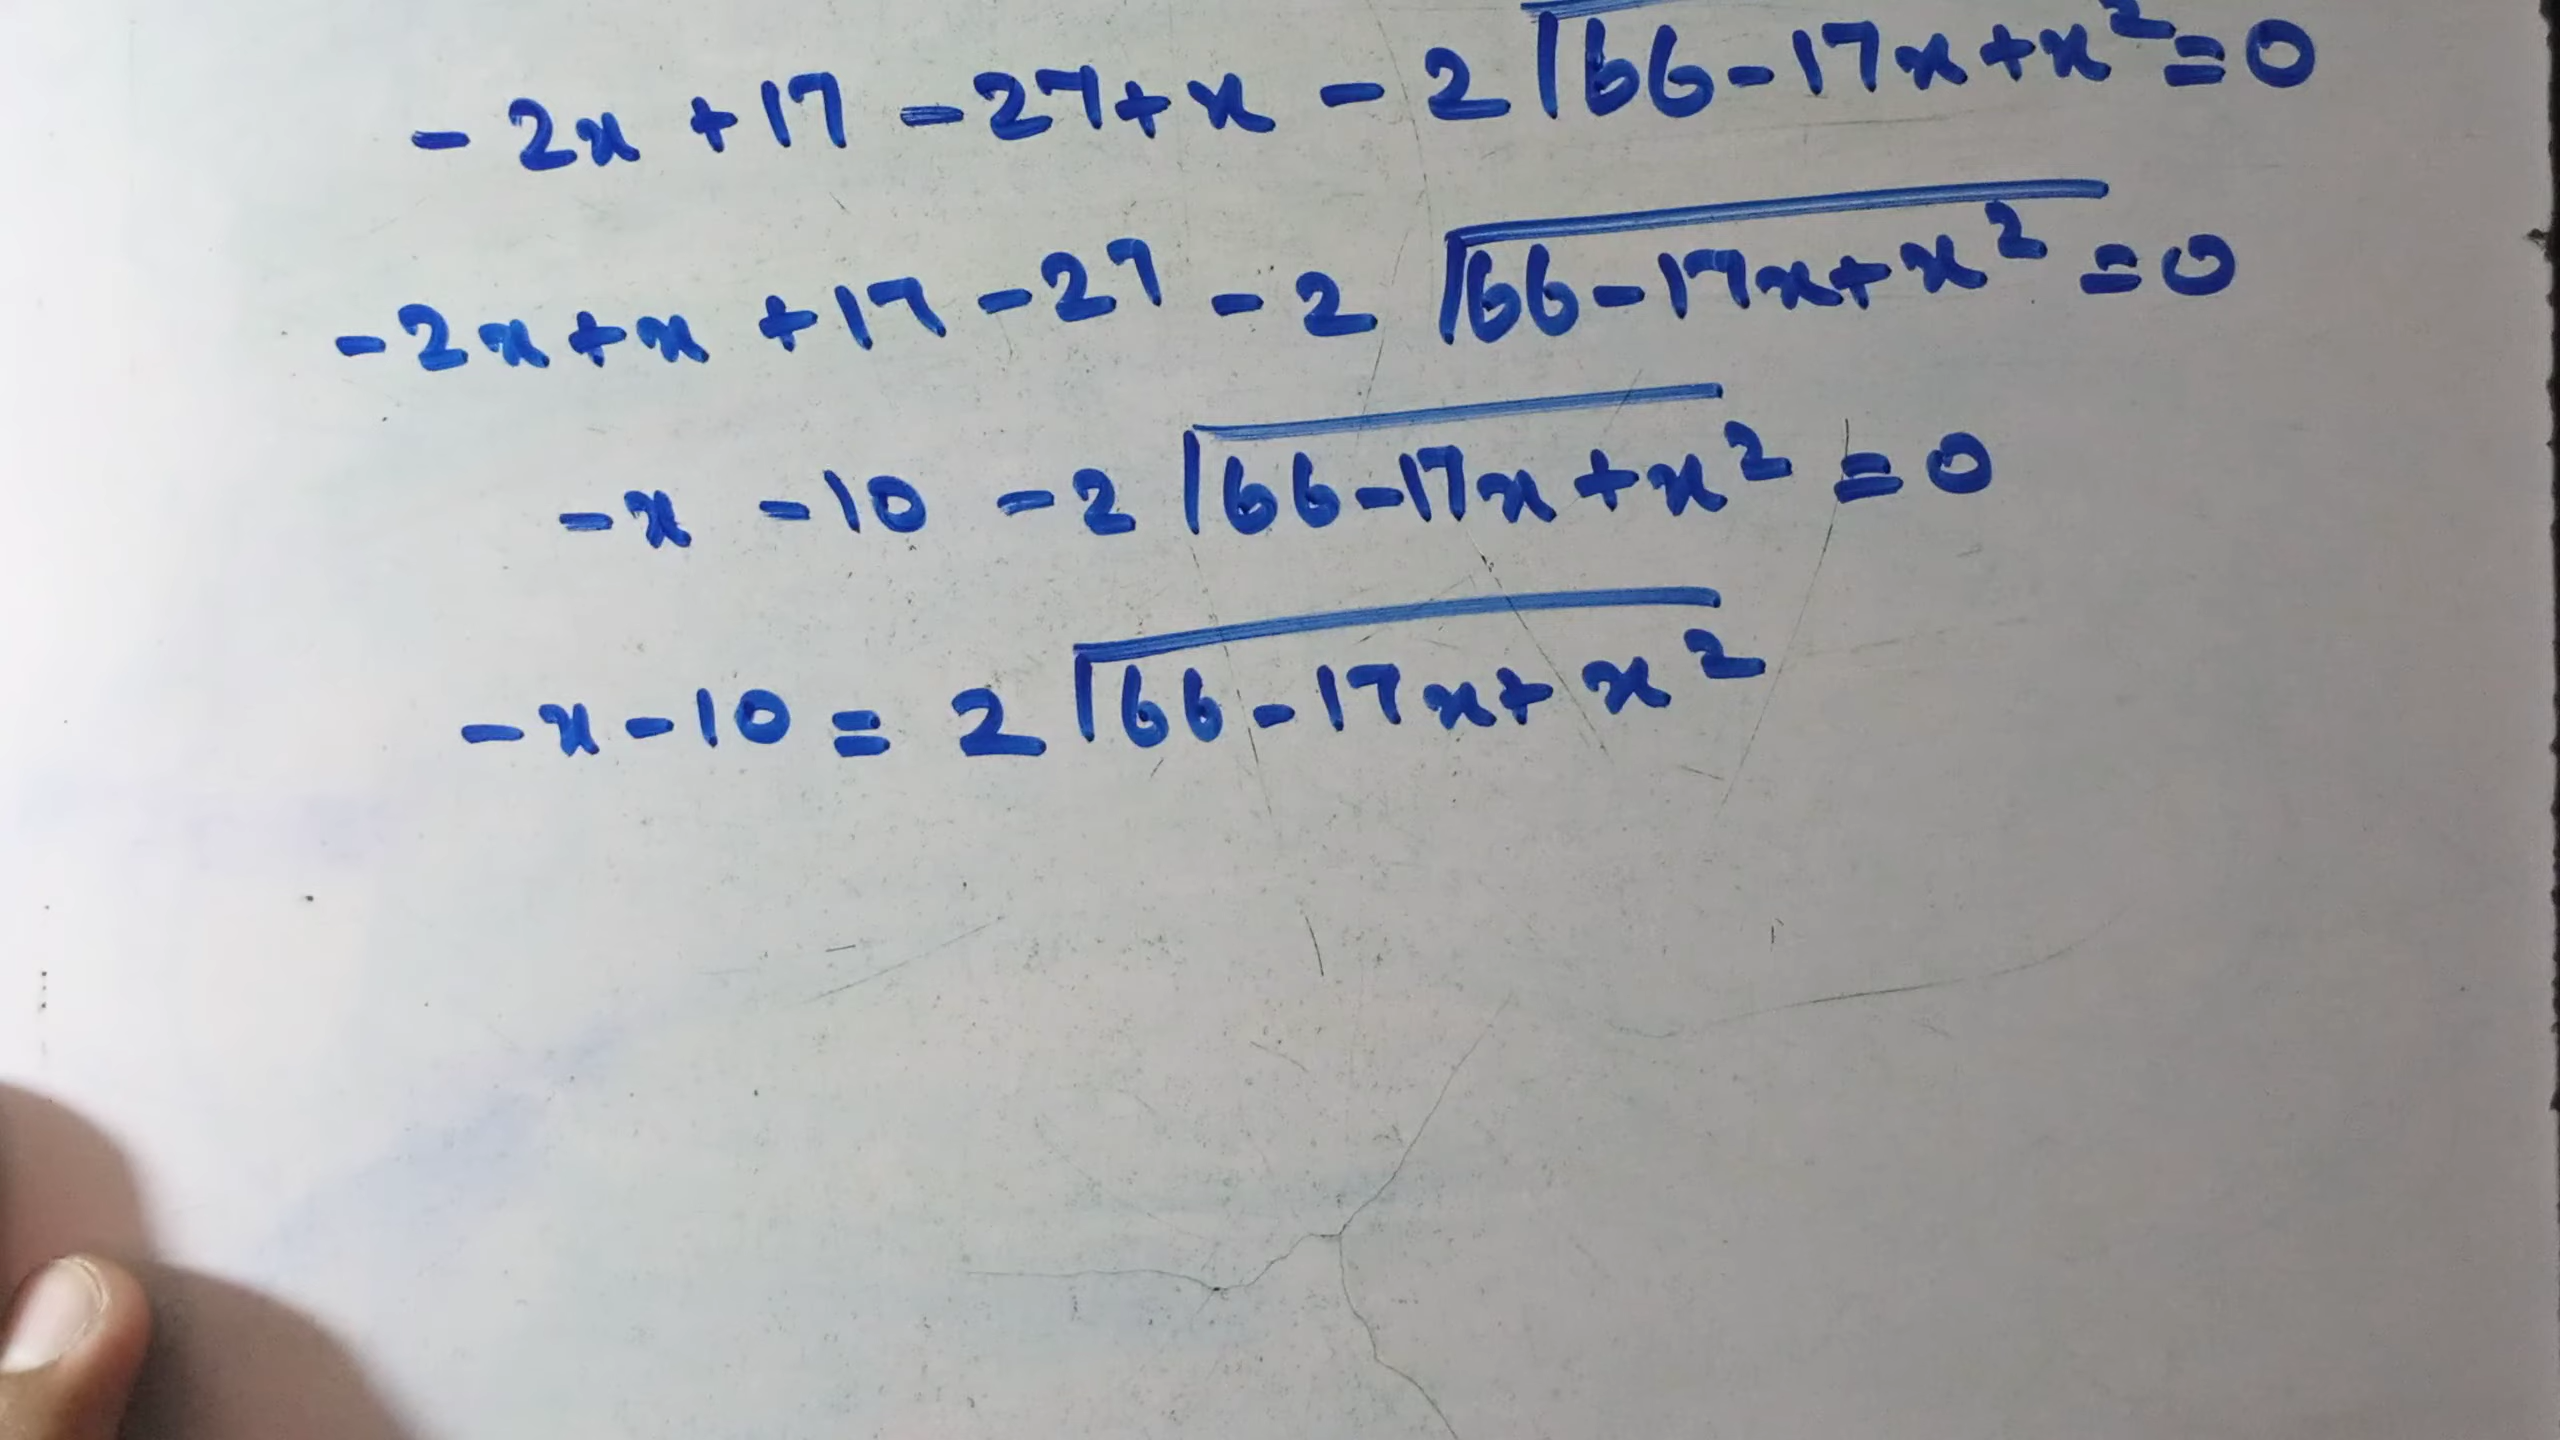 -2x +17 -27+x -2√66-17x+x²=0
-2x+x +17 -27 -2 √66-17x+x² =0
-x -10 -2√66-17x+x² =0
-x-10 = 2√66-17x+x²